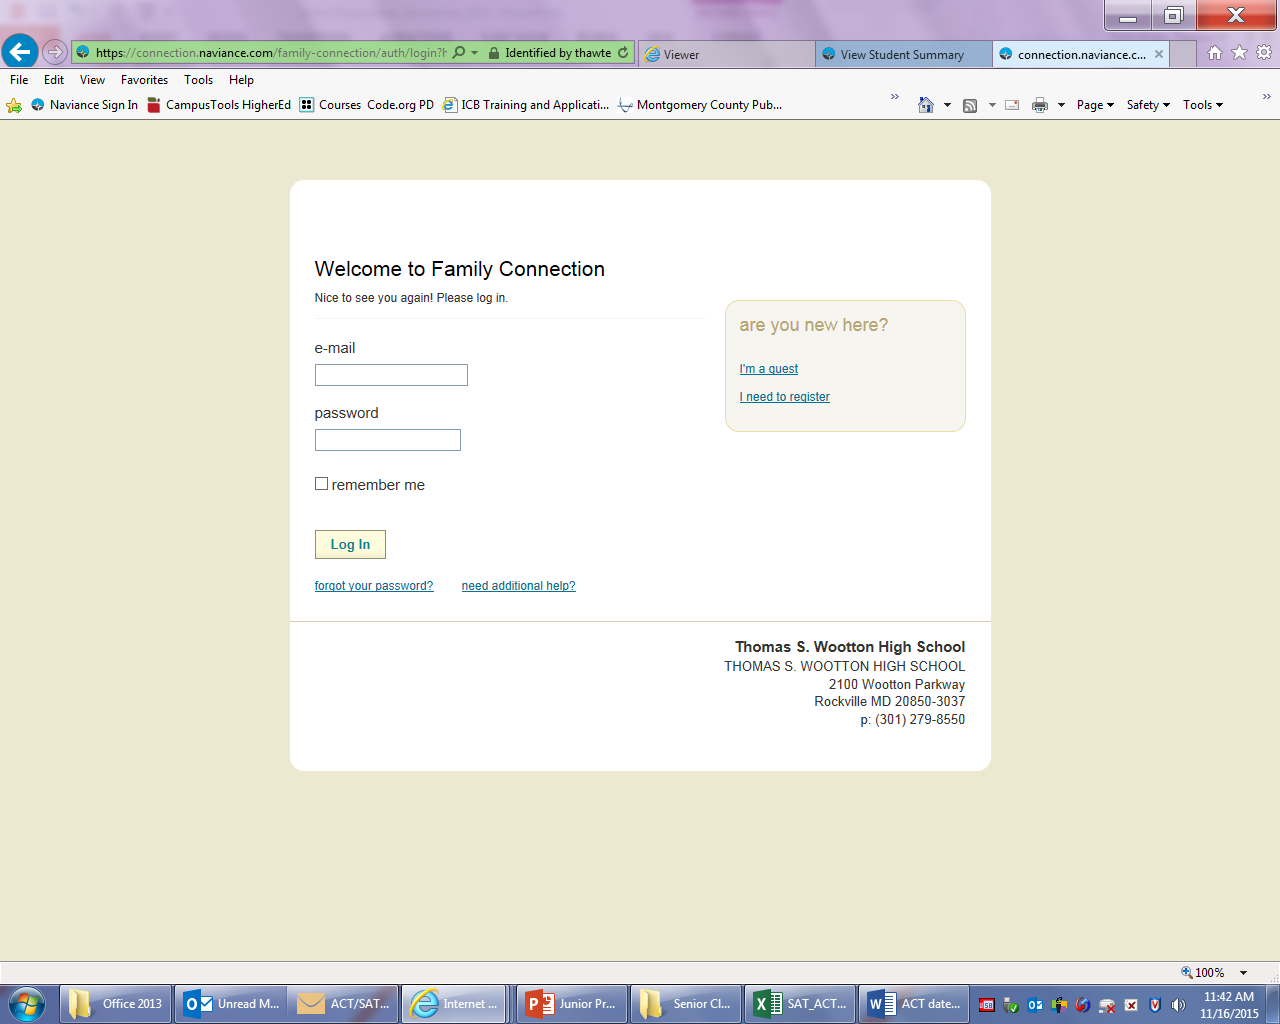 https://connection.naviance.com/family-connection/auth/login?h
Identified by thawte
Viewer
View Student Summary
connection.naviance.c...
File Edit View Favorites Tools Help
Naviance Sign In CampusTools HigherEd Courses Code.org PD ICB Training and Applicati... Montgomery County Pub...
Page Safety Tools
Welcome to Family Connection
Nice to see you again! Please log in.
e-mail
password
remember me
Log In
forgot your password? need additional help?
are you new here?
I'm a guest
I need to register
Thomas S. Wootton High School
THOMAS S. WOOTTON HIGH SCHOOL
2100 Wootton Parkway
Rockville MD 20850-3037
p: (301) 279-8550
100%
Office 2013 Unread M... ACT/SAT... Internet ... Junior Pr... Senior Cl... SAT_ACT... ACT date...
11:42 AM
11/16/2015